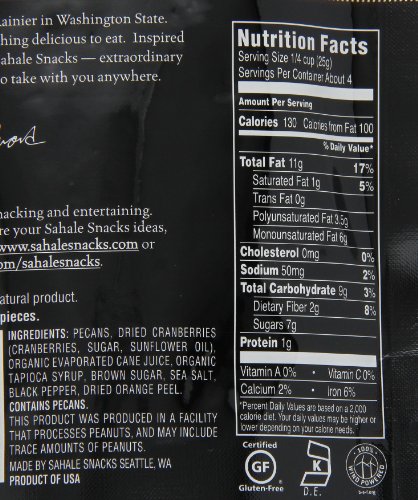 ainier in Washington State.
hing delicious to eat. Inspired
ahale Snacks — extraordinary
o take with you anywhere.
nacking and entertaining.
re your Sahale Snacks ideas,
www.sahalesnacks.com or
om/sahalesnacks.
atural product.
pieces.
INGREDIENTS: PECANS, DRIED CRANBERRIES
(CRANBERRIES, SUGAR, SUNFLOWER OIL),
ORGANIC EVAPORATED CANE JUICE, ORGANIC
TAPIOCA SYRUP, BROWN SUGAR, SEA SALT,
BLACK PEPPER, DRIED ORANGE PEEL.
CONTAINS PECANS.
THIS PRODUCT WAS PRODUCED IN A FACILITY
THAT PROCESSES PEANUTS, AND MAY INCLUDE
TRACE AMOUNTS OF PEANUTS.
MADE BY SAHALE SNACKS SEATTLE, WA
PRODUCT OF USA
Nutrition Facts
Serving Size 1/4 cup (25g)
Servings Per Container About 4
Amount Per Serving
Calories 130 Calories from Fat 100
% Daily Value*
Total Fat 11g 17%
Saturated Fat 1g 5%
Trans Fat 0g
Polyunsaturated Fat 3.5g
Monounsaturated Fat 6g
Cholesterol 0mg 0%
Sodium 50mg 2%
Total Carbohydrate 9g 3%
Dietary Fiber 2g 8%
Sugars 7g
Protein 1g
Vitamin A 0% • Vitamin C 0%
Calcium 2% • Iron 6%
*Percent Daily Values are based on a 2,000
calorie diet. Your daily values may be higher or
lower depending on your calorie needs.
Certified
GF
Gluten-Free
K
D.E.
100%
WIND POWERED